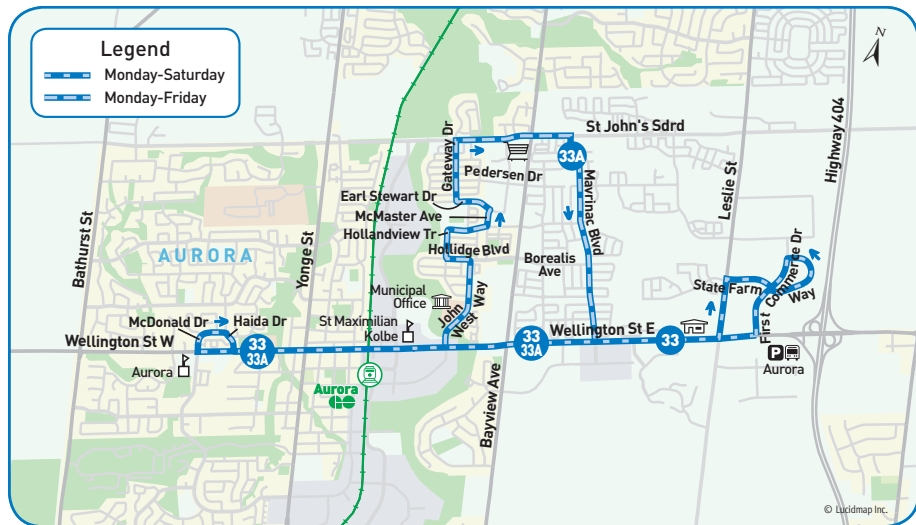 Legend
Monday-Saturday
Monday-Friday
N
Highway 404
St John's Sdrd
Gateway Dr
33A
Pedersen Dr
Mavrinac Blvd
Leslie St
Earl Stewart Dr
McMaster Ave
Hollandview Tr
Hollidge Blvd
Bathurst St
Yonge St
AURORA
Borealis
Ave
State Farm
Way
First Commerce Dr
Municipal
Office
John
West Way
McDonald Dr
Haida Dr
St Maximilian
Kolbe
Wellington St W
Wellington St E
33
33A
33
33A
33
Aurora
Aurora
GO
P
Aurora
Bayview Ave
© Lucidmap Inc.